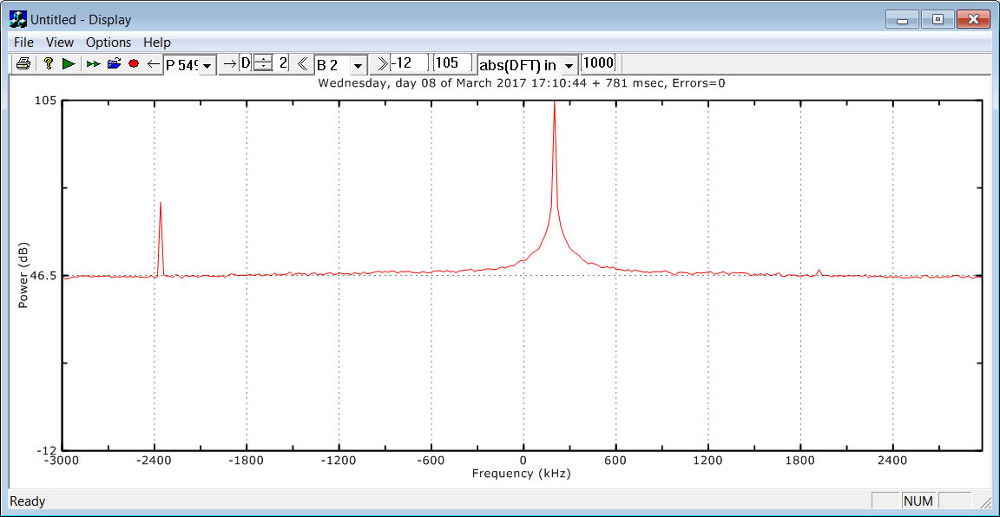 Untitled - Display
File View Options Help
P 549 D 2 B 2 -12 105 abs(DFT) in 1000
Wednesday, day 08 of March 2017 17:10:44 + 781 msec, Errors=0
105
46.5
-12
Power (dB)
-3000 -2400 -1800 -1200 -600 0 600 1200 1800 2400
Frequency (kHz)
Ready NUM